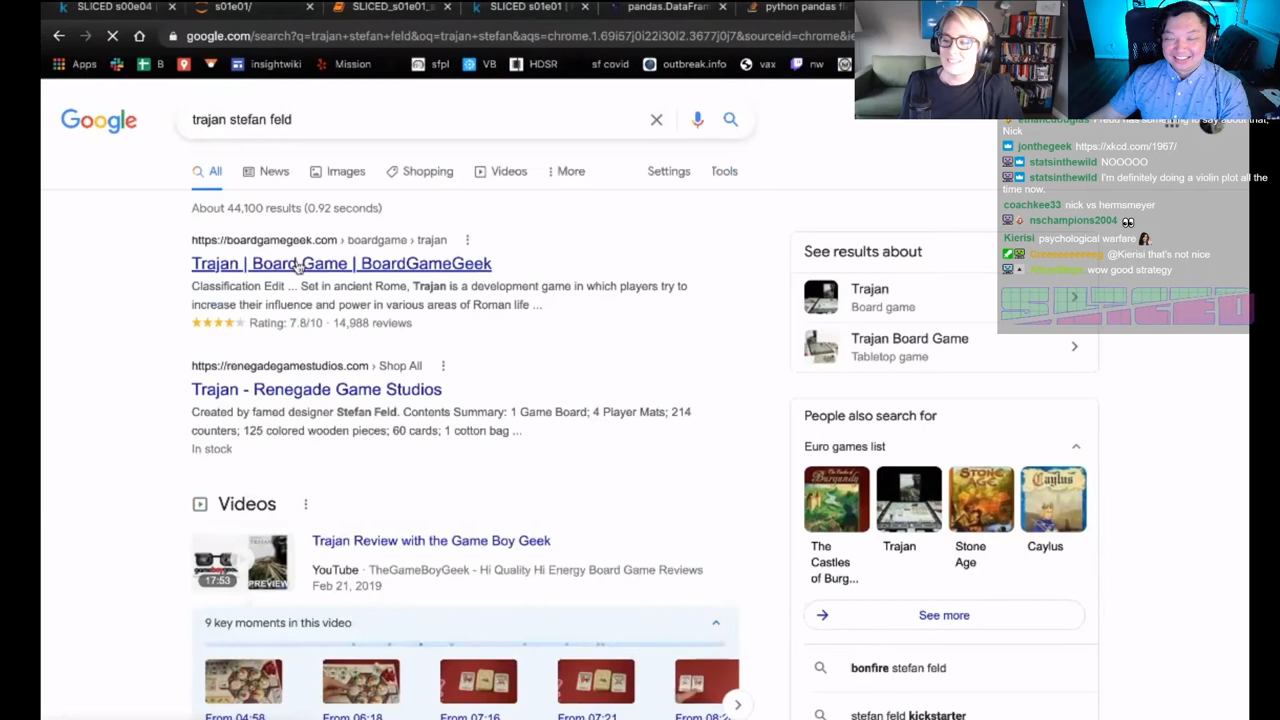 SLICED s00e04
s01e01/
SLICED_s01e01_s
SLICED s01e01 (
pandas.DataFram
python pandas fi
google.com/search?q=trajan+stefan+feld&oq=trajan+stefan&aqs=chrome.1.69i57j0i22i30l2.3677j0j7&sourceid=chrome&ie
Apps
B
insightwiki
Mission
sfpl
VB
HDSR
sf covid
outbreak.info
vax
nw
Google
trajan stefan feld
All
News
Images
Shopping
Videos
More
Settings
Tools
About 44,100 results (0.92 seconds)
https://boardgamegeek.com › boardgame › trajan
Trajan | Board Game | BoardGameGeek
Classification Edit ... Set in ancient Rome, Trajan is a development game in which players try to
increase their influence and power in various areas of Roman life ...
Rating: 7.8/10 · 14,988 reviews
https://renegadegamestudios.com › Shop All
Trajan - Renegade Game Studios
Created by famed designer Stefan Feld. Contents Summary: 1 Game Board; 4 Player Mats; 214
counters; 125 colored wooden pieces; 60 cards; 1 cotton bag ...
In stock
Videos
Trajan Review with the Game Boy Geek
PREVIEW
17:53
YouTube · TheGameBoyGeek - Hi Quality Hi Energy Board Game Reviews
Feb 21, 2019
9 key moments in this video
From 04:58
From 06:18
From 07:16
From 07:21
From 08:2
See results about
Trajan
Board game
Trajan Board Game
Tabletop game
People also search for
Euro games list
The
Castles
of Burg...
Trajan
Stone
Age
Caylus
See more
bonfire stefan feld
stefan feld kickstarter
ethancdouglas has something to say about that,
Nick
jonthegeek https://xkcd.com/1967/
statsinthewild NOOOOO
statsinthewild I'm definitely doing a violin plot all the
time now.
coachkee33 nick vs hermsmeyer
nschampions2004
Kierisi psychological warfare
@Kierisi that's not nice
wow good strategy
SLICED